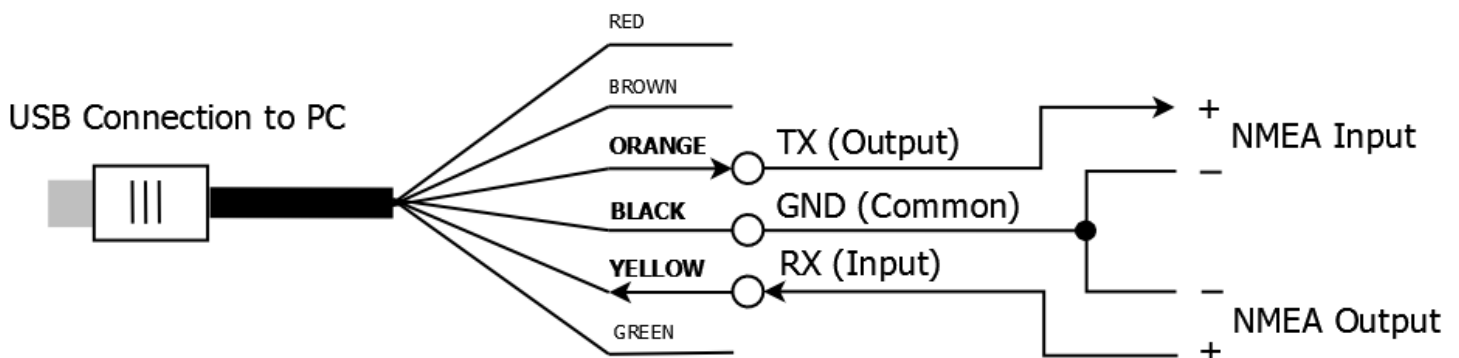 RED
BROWN
USB Connection to PC
ORANGE
TX (Output)
+
NMEA Input
−
BLACK
GND (Common)
YELLOW
RX (Input)
−
NMEA Output
GREEN
+